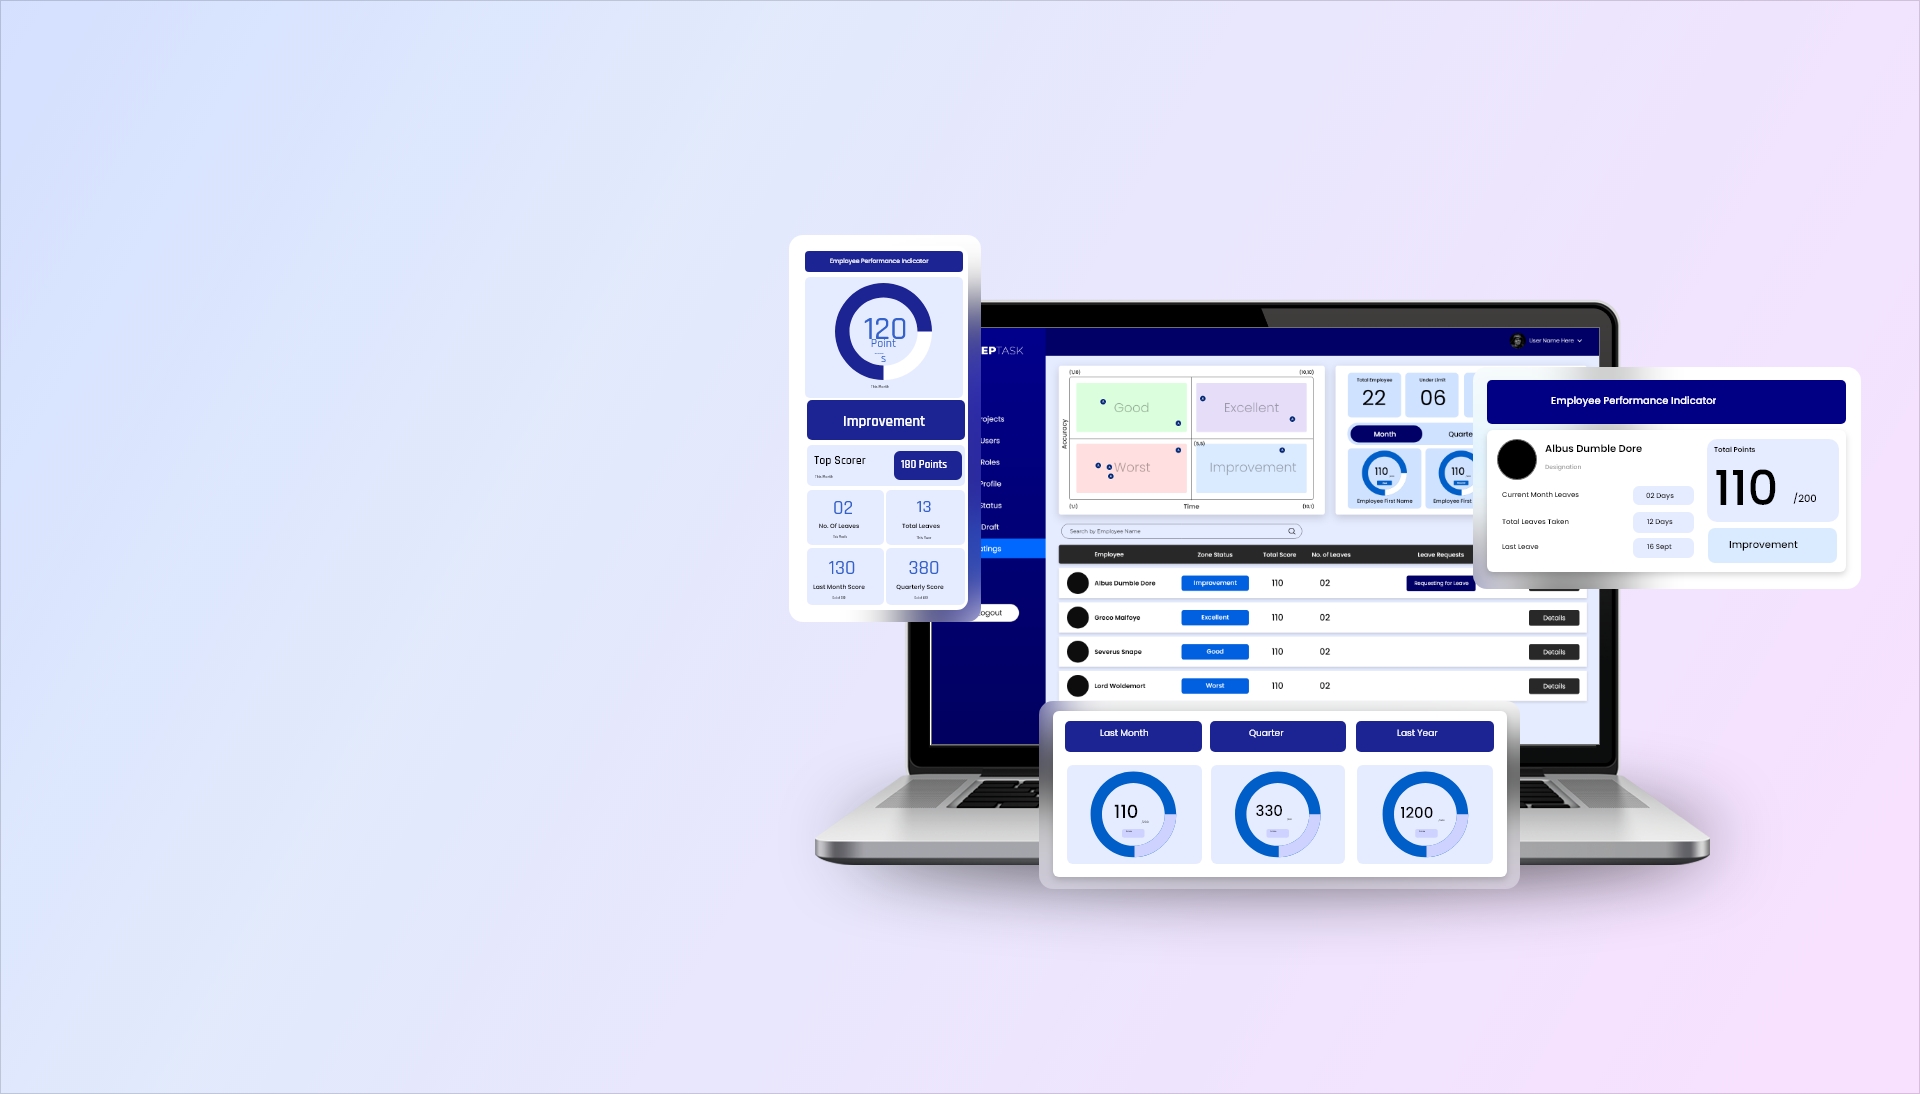 Employee Performance Indicator
120
Point
s
This Month
Improvement
Top Scorer
This Month
180 Points
02
No. Of Leaves
13
Total Leaves
130
Last Month Score
380
Quarterly Score
EPTASK
User Name Here
ojects
Users
Roles
Profile
Status
Draft
atings
ogout
(1,10)
(10,10)
Good
Excellent
Accuracy
(5,5)
Worst
Improvement
(1,1)
Time
(10,1)
Total Employee
22
Under Limit
06
Month
Quarte
110
110
Employee First Name
Employee First
Search by Employee Name
Employee
Zone Status
Total Score
No. of Leaves
Leave Requests
Albus Dumble Dore
Improvement
110
02
Requesting for Leave
Greco Malfoye
Excellent
110
02
Details
Severus Snape
Good
110
02
Details
Lord Woldemort
Worst
110
02
Details
Employee Performance Indicator
Albus Dumble Dore
Designation
Current Month Leaves
02 Days
Total Leaves Taken
12 Days
Last Leave
16 Sept
Total Points
110
/200
Improvement
Last Month
Quarter
Last Year
110
330
1200